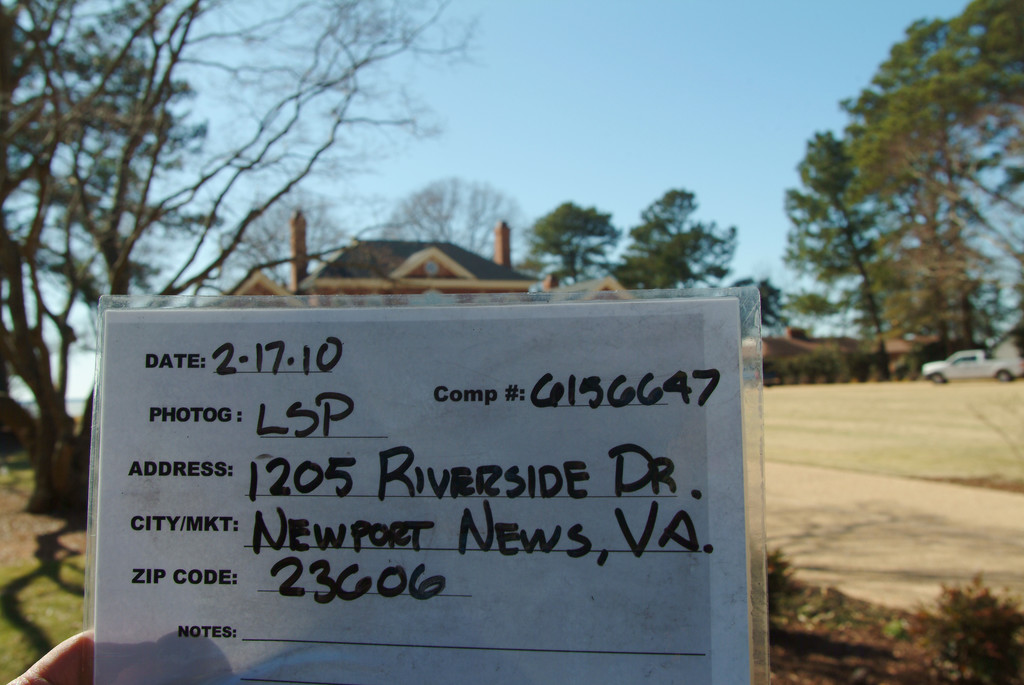 DATE: 2·17·10
Comp #: 6156647
PHOTOG: LSP
ADDRESS: 1205 RIVERSIDE DR.
CITY/MKT: NEWPORT NEWS, VA.
ZIP CODE: 23606
NOTES: